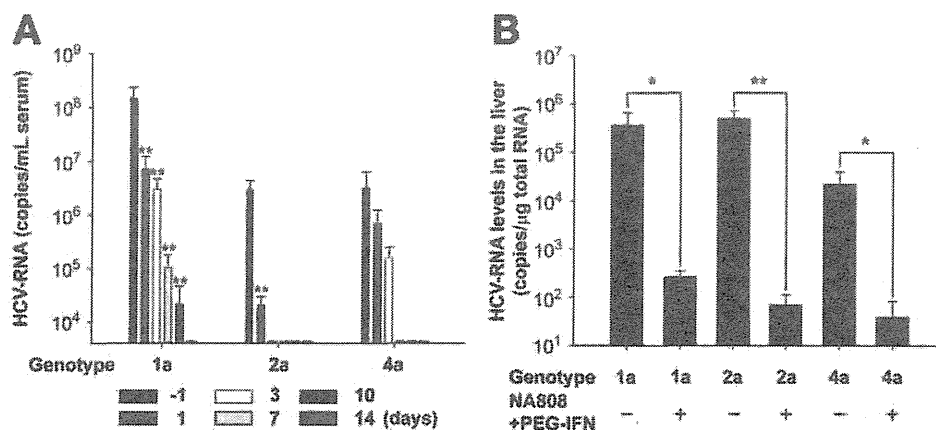 A
HCV-RNA (copies/mL serum)
10⁹
10⁸
10⁷
10⁶
10⁵
10⁴
** ** ** **
**
Genotype 1a 2a 4a
-1 3 10
1 7 14 (days)
B
HCV-RNA levels in the liver
(copies/µg total RNA)
10⁷
10⁶
10⁵
10⁴
10³
10²
10¹
* ** *
Genotype 1a 1a 2a 2a 4a 4a
NA808
+PEG-IFN − + − + − +